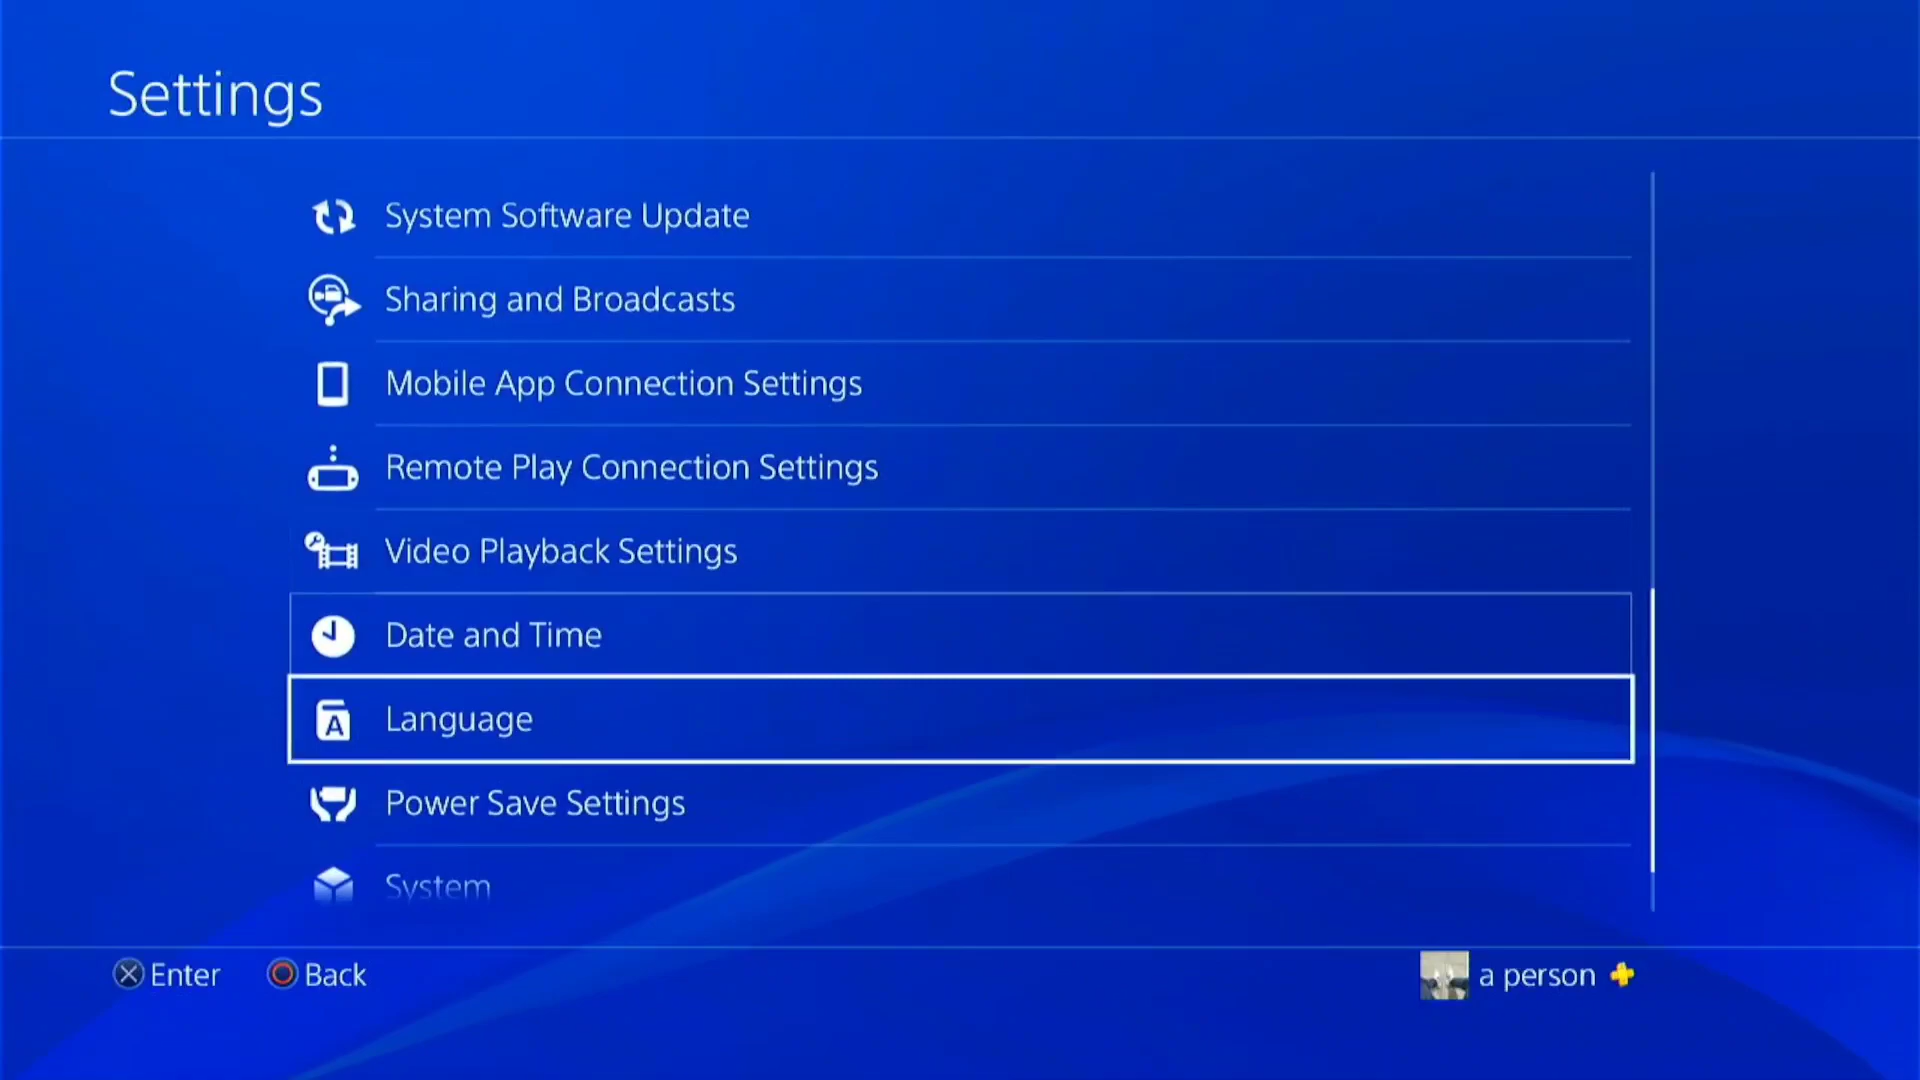 Settings
System Software Update
Sharing and Broadcasts
Mobile App Connection Settings
Remote Play Connection Settings
Video Playback Settings
Date and Time
Language
Power Save Settings
System
Enter Back a person